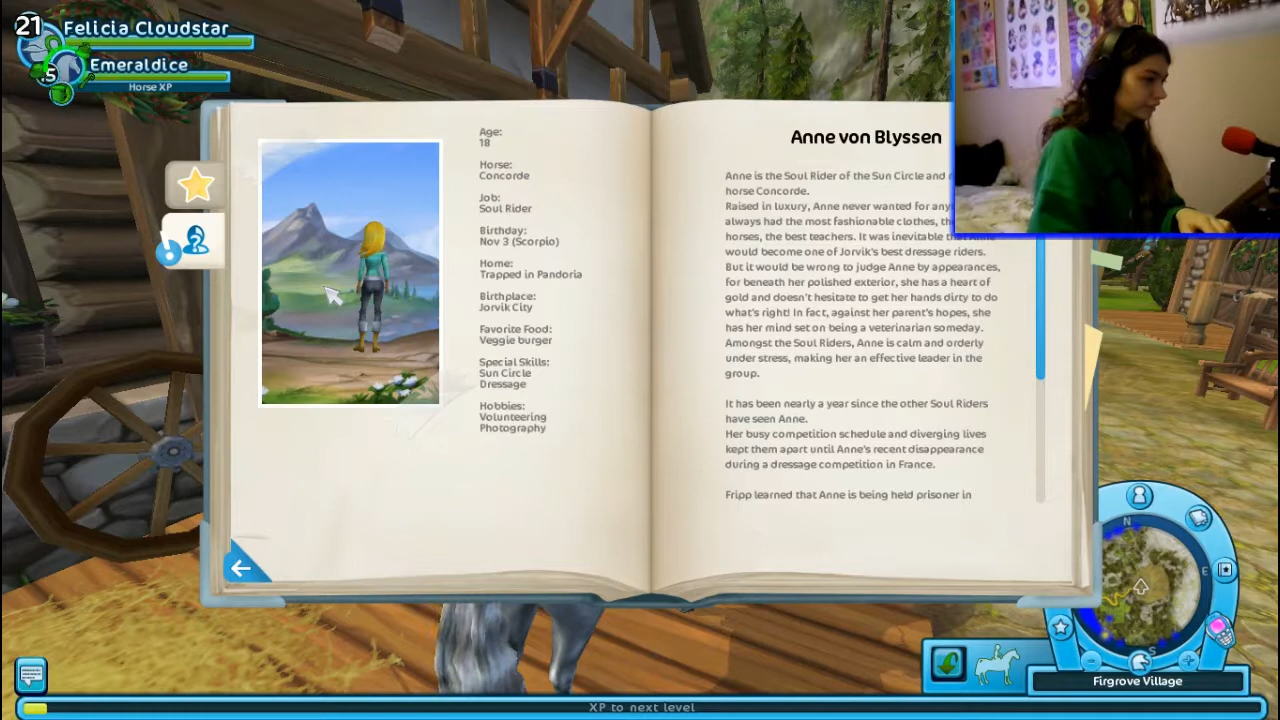 21
Felicia Cloudstar
Emeraldice
Horse XP
Age:
18
Horse:
Concorde
Job:
Soul Rider
Birthday:
Nov 3 (Scorpio)
Home:
Trapped in Pandoria
Birthplace:
Jorvik City
Favorite Food:
Veggie burger
Special Skills:
Sun Circle
Dressage
Hobbies:
Volunteering
Photography
Anne von Blyssen
Anne is the Soul Rider of the Sun Circle and
horse Concorde.
Raised in luxury, Anne never wanted for any
always had the most fashionable clothes,
horses, the best teachers. It was inevitable
would become one of Jorvik's best dressage riders.
But it would be wrong to judge Anne by appearances,
for beneath her polished exterior, she has a heart of
gold and doesn't hesitate to get her hands dirty to do
what's right! In fact, against her parent's hopes, she
has her mind set on being a veterinarian someday.
Amongst the Soul Riders, Anne is calm and orderly
under stress, making her an effective leader in the
group.
It has been nearly a year since the other Soul Riders
have seen Anne.
Her busy competition schedule and diverging lives
kept them apart until Anne's recent disappearance
during a dressage competition in France.
Fripp learned that Anne is being held prisoner in
N
E
S
Firgrove Village
XP to next level